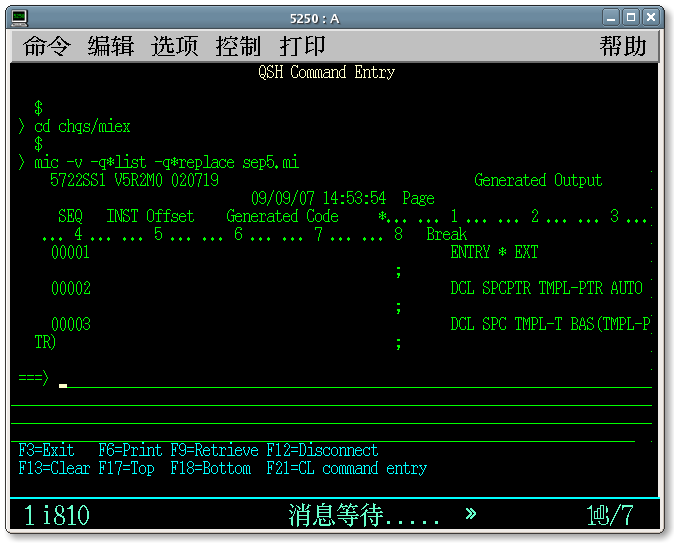 5250 : A
命令 编辑 选项 控制 打印 帮助
QSH Command Entry
$
> cd chqs/miex
$
> mic -v -q*list -q*replace sep5.mi
5722SS1 V5R2M0 020719 Generated Output
09/09/07 14:53:54 Page
SEQ INST Offset Generated Code *... ... 1 ... ... 2 ... ... 3 ...
... 4 ... ... 5 ... ... 6 ... ... 7 ... ... 8 Break
00001 ENTRY * EXT
;
00002 DCL SPCPTR TMPL-PTR AUTO
;
00003 DCL SPC TMPL-T BAS(TMPL-P
TR) ;
===>
F3=Exit F6=Print F9=Retrieve F12=Disconnect
F13=Clear F17=Top F18=Bottom F21=CL command entry
1 i810 消息等待..... »